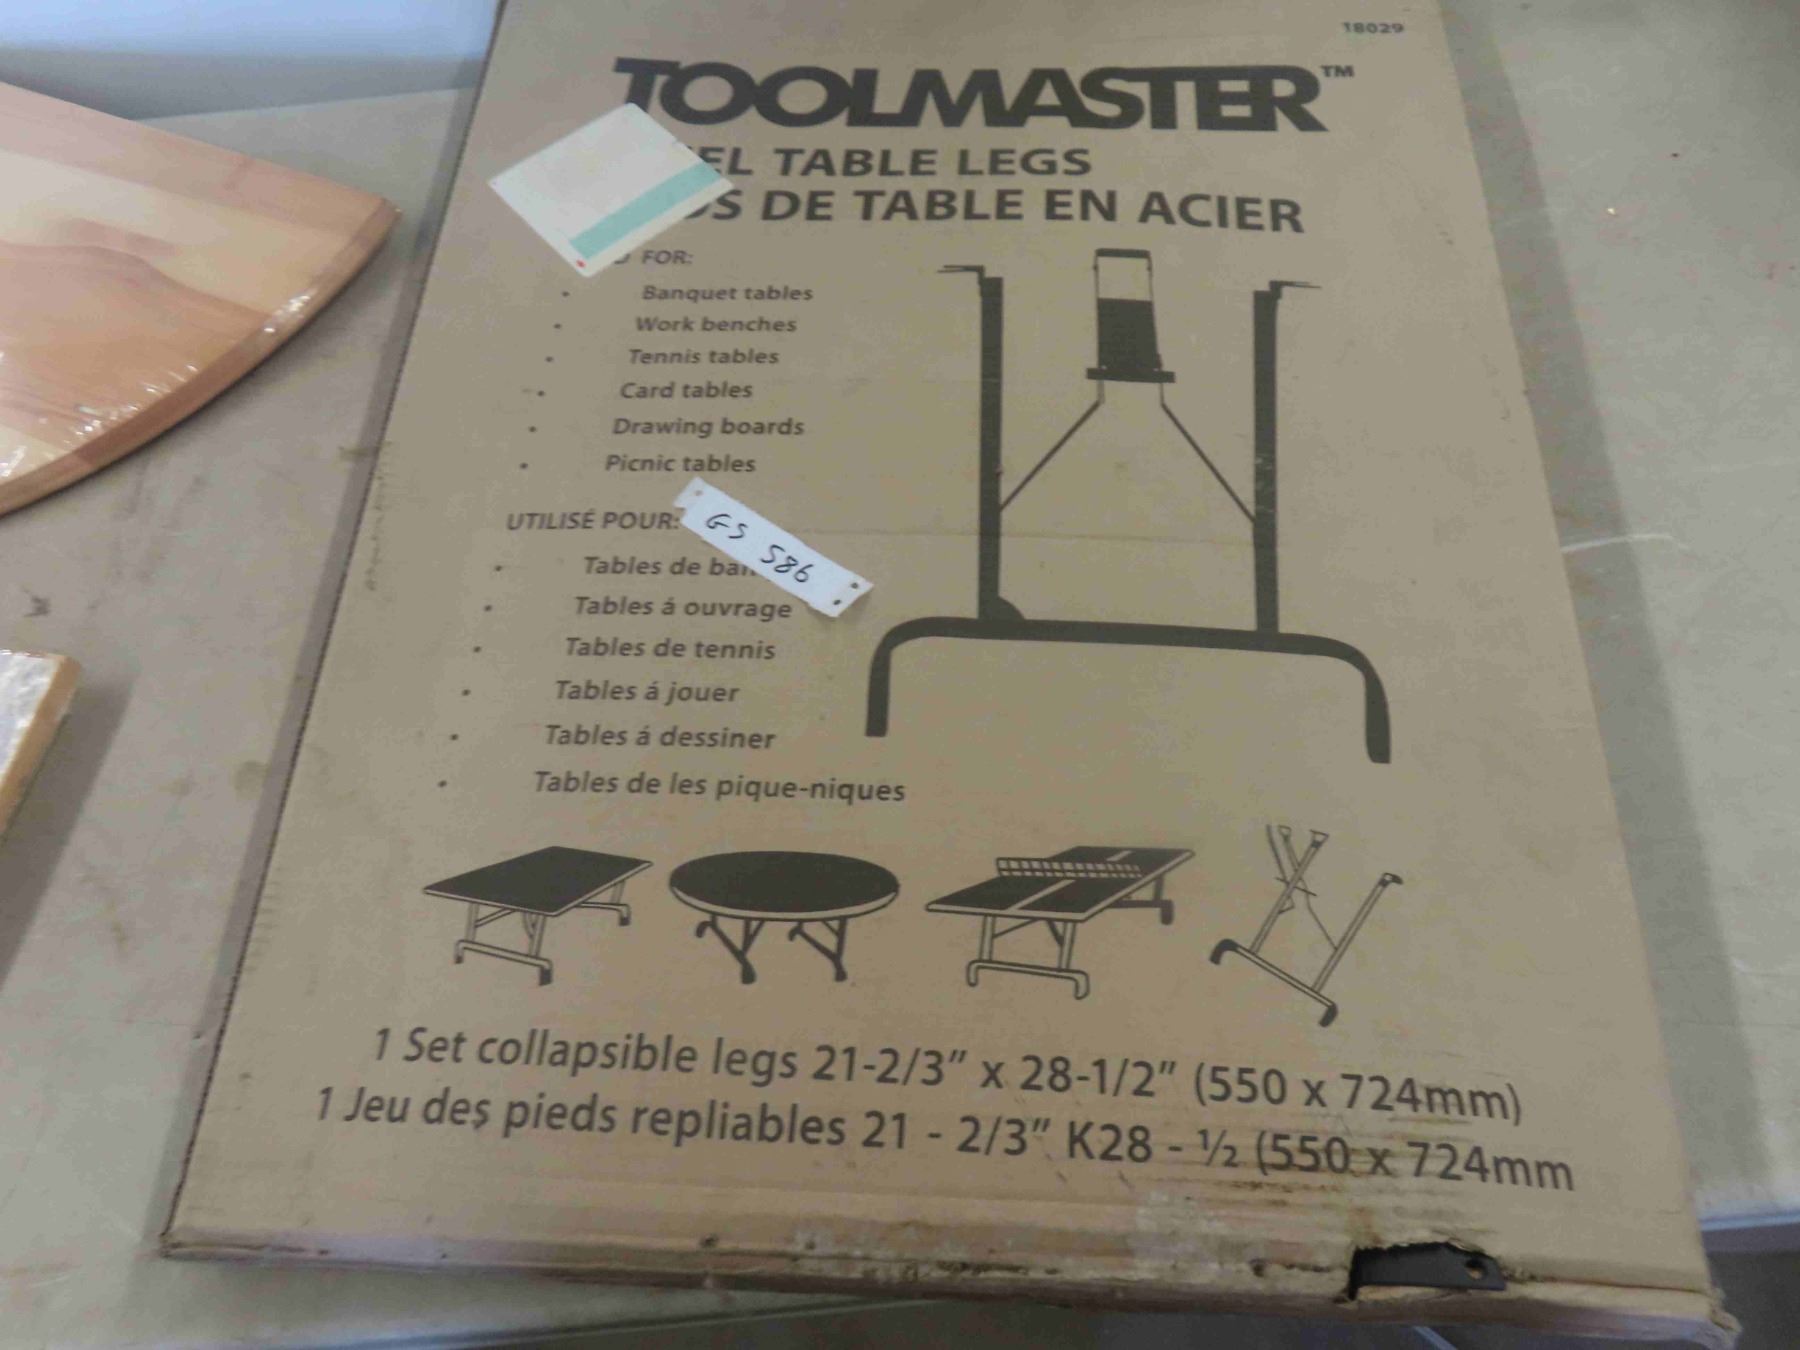 18029
TOOLMASTER™
TABLE LEGS
DE TABLE EN ACIER
FOR:
• Banquet tables
• Work benches
• Tennis tables
• Card tables
• Drawing boards
• Picnic tables
UTILISÉ POUR:
GS 586
• Tables de
• Tables á ouvrage
• Tables de tennis
• Tables á jouer
• Tables á dessiner
• Tables de les pique-niques
1 Set collapsible legs 21-2/3" x 28-1/2" (550 x 724mm)
1 Jeu des pieds repliables 21 - 2/3" K28 - ½ (550 x 724mm